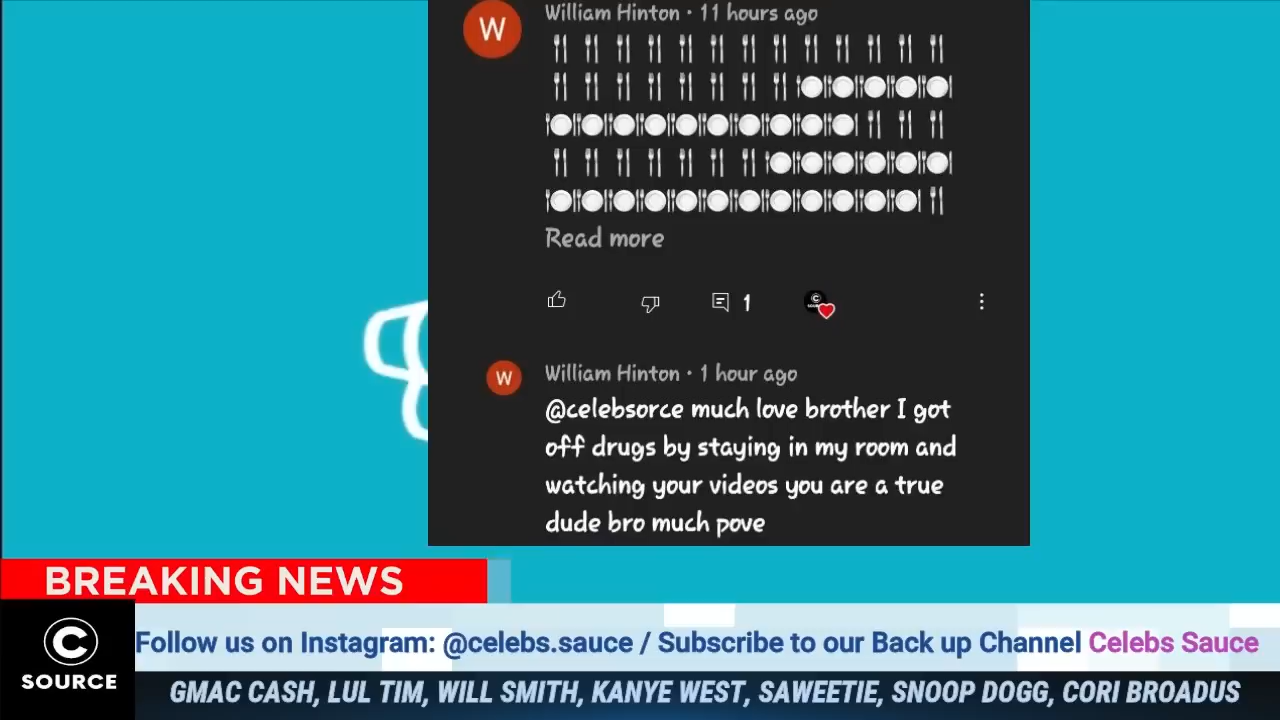 William Hinton • 11 hours ago
🍴🍴🍴🍴🍴🍴🍴🍴🍴🍴🍴🍴🍴
🍴🍴🍴🍴🍴🍴🍴🍴🍽🍽🍽🍽🍽
🍽🍽🍽🍽🍽🍽🍽🍽🍽🍽🍴🍴🍴
🍴🍴🍴🍴🍴🍴🍴🍽🍽🍽🍽🍽🍽
🍽🍽🍽🍽🍽🍽🍽🍽🍽🍽🍽🍽🍴
Read more
1
William Hinton • 1 hour ago
@celebsorce much love brother I got
off drugs by staying in my room and
watching your videos you are a true
dude bro much pove
BREAKING NEWS
Follow us on Instagram: @celebs.sauce / Subscribe to our Back up Channel Celebs Sauce
C
SOURCE
GMAC CASH, LUL TIM, WILL SMITH, KANYE WEST, SAWEETIE, SNOOP DOGG, CORI BROADUS